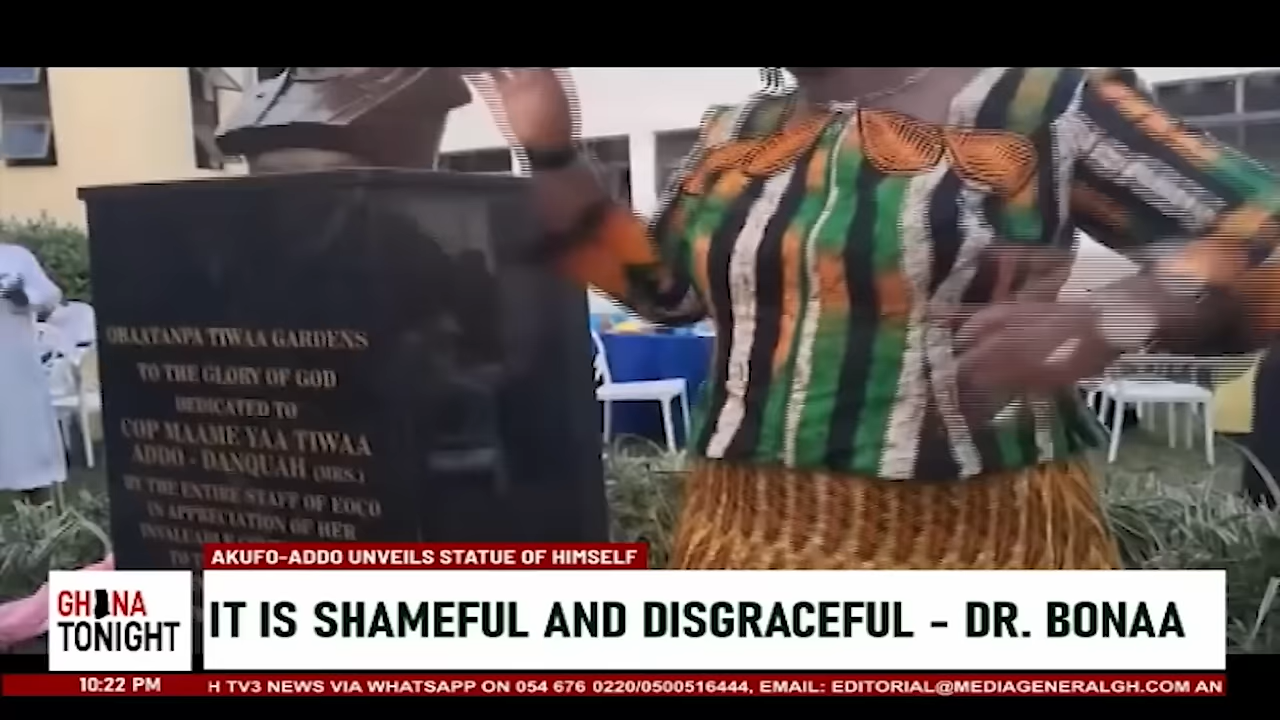 OBAATANPA TIWAA GARDENS
TO THE GLORY OF GOD
DEDICATED TO
COP MAAME YAA TIWAA
ADDO - DANQUAH (MRS.)
BY THE ENTIRE STAFF OF EOCO
IN APPRECIATION OF HER
INVALUABLE
AKUFO-ADDO UNVEILS STATUE OF HIMSELF
GHANA
TONIGHT
IT IS SHAMEFUL AND DISGRACEFUL - DR. BONAA
10:22 PM
H TV3 NEWS VIA WHATSAPP ON 054 676 0220/0500516444, EMAIL: EDITORIAL@MEDIAGENERALGH.COM AN